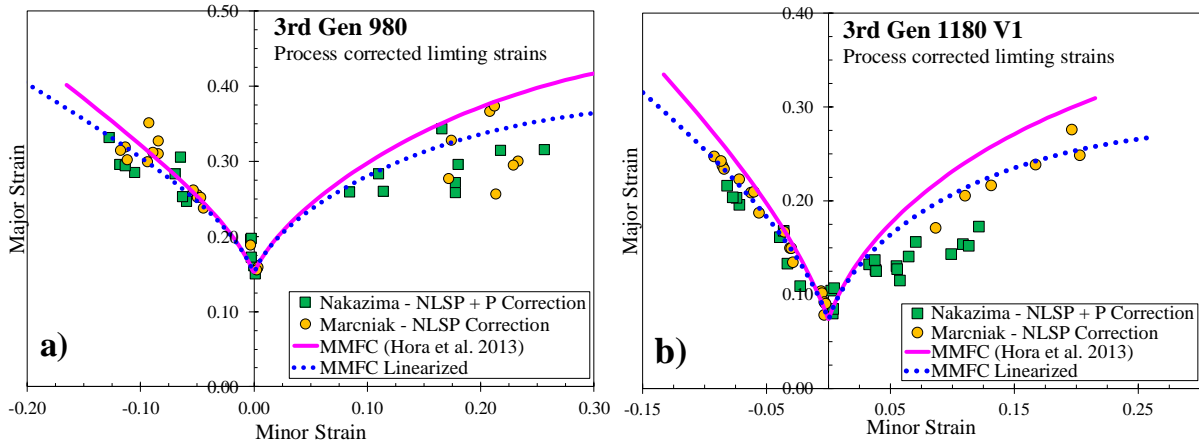 3rd Gen 980
Process corrected limting strains
0.50
0.40
0.30
0.20
0.10
0.00
Major Strain
Nakazima - NLSP + P Correction
Marcniak - NLSP Correction
MMFC (Hora et al. 2013)
MMFC Linearized
a)
-0.20
-0.10
0.00
0.10
0.20
0.30
Minor Strain
3rd Gen 1180 V1
Process corrected limiting strains
0.40
0.30
0.20
0.10
0.00
Major Strain
Nakazima - NLSP + P Correction
Marcniak - NLSP Correction
MMFC (Hora et al. 2013)
MMFC Linearized
b)
-0.15
-0.05
0.05
0.15
0.25
Minor Strain